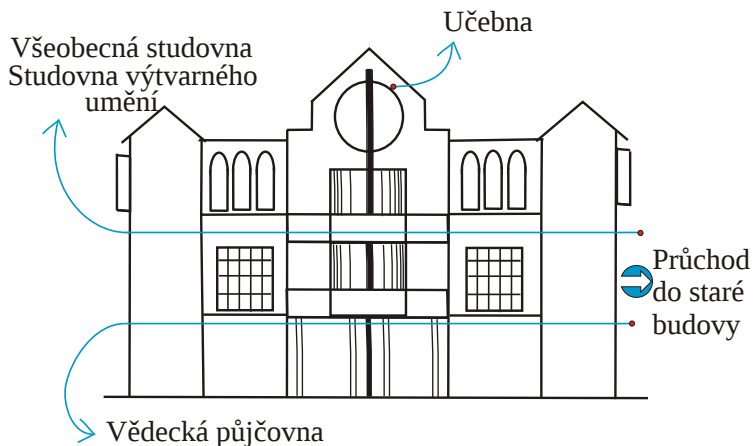 Učebna
Všeobecná studovna
Studovna výtvarného
umění
Průchod
do staré
budovy
Vědecká půjčovna